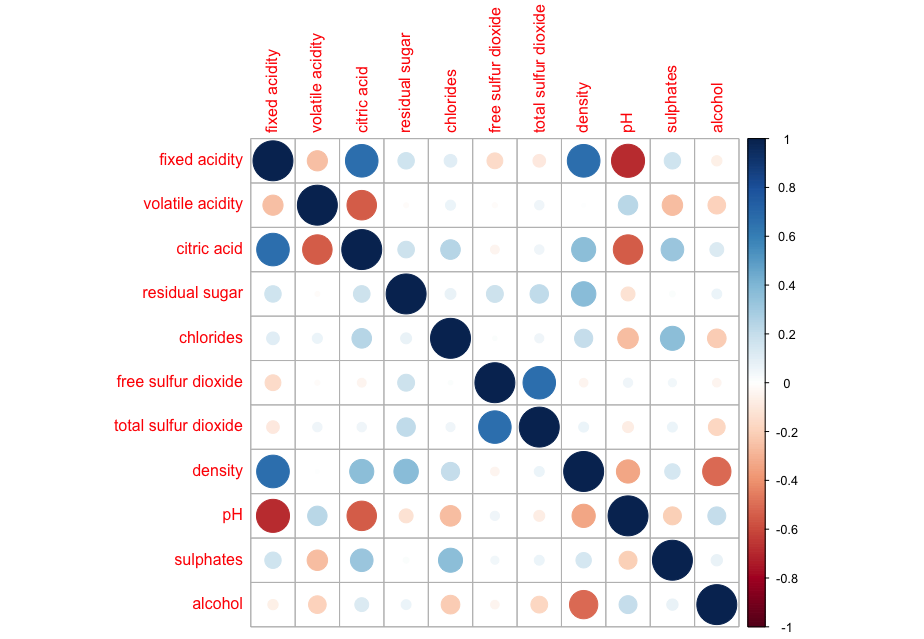 fixed acidity
volatile acidity
citric acid
residual sugar
chlorides
free sulfur dioxide
total sulfur dioxide
density
pH
sulphates
alcohol
fixed acidity
volatile acidity
citric acid
residual sugar
chlorides
free sulfur dioxide
total sulfur dioxide
density
pH
sulphates
alcohol
1
0.8
0.6
0.4
0.2
0
-0.2
-0.4
-0.6
-0.8
-1